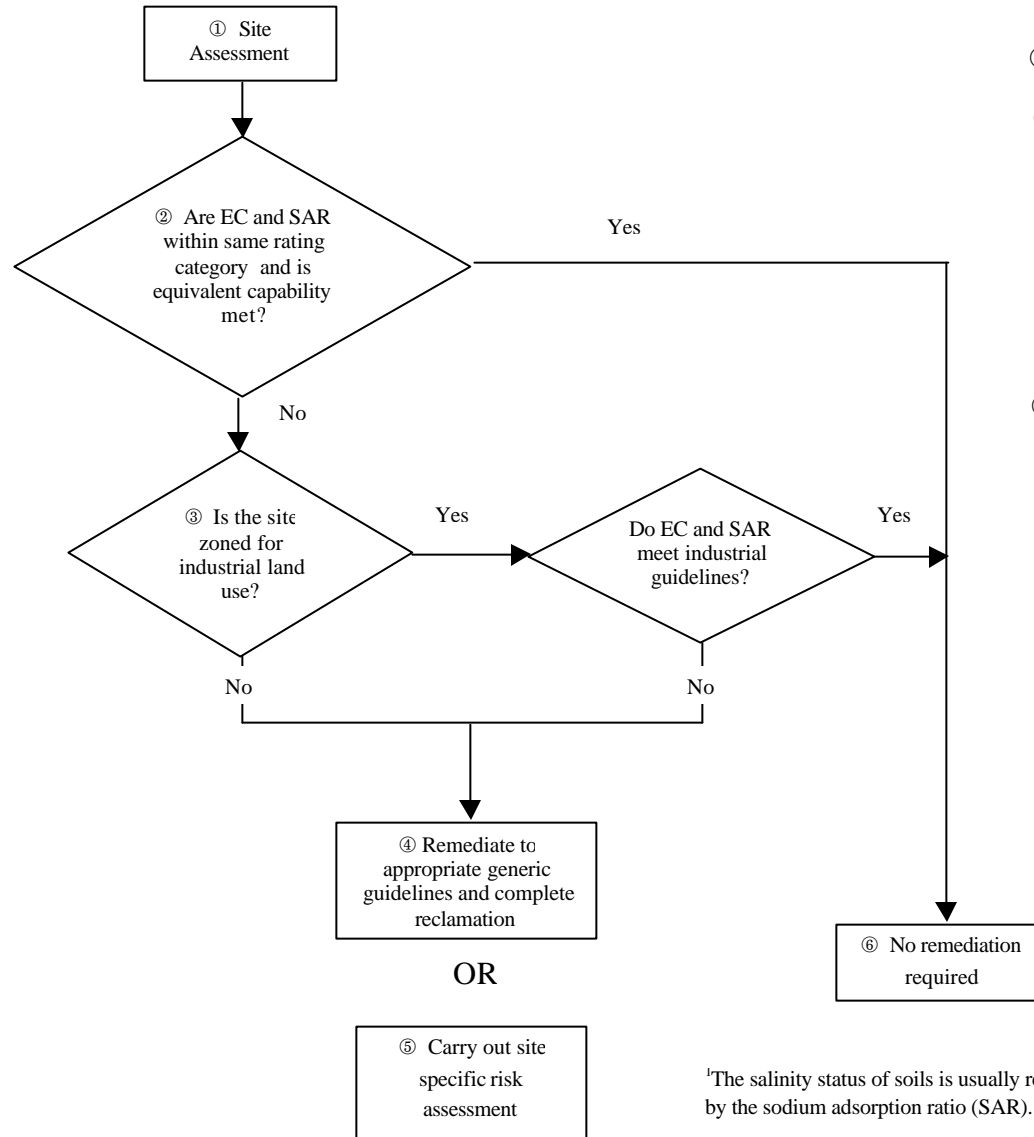 ① Site
Assessment
② Are EC and SAR
within same rating
category and is
equivalent capability
met?
Yes
No
③ Is the site
zoned for
industrial land
use?
Yes
Do EC and SAR
meet industrial
guidelines?
Yes
No
No
④ Remediate to
appropriate generic
guidelines and complete
reclamation
OR
⑥ No remediation
required
⑤ Carry out site
specific risk
assessment
¹The salinity status of soils is usually
by the sodium adsorption ratio (SAR).